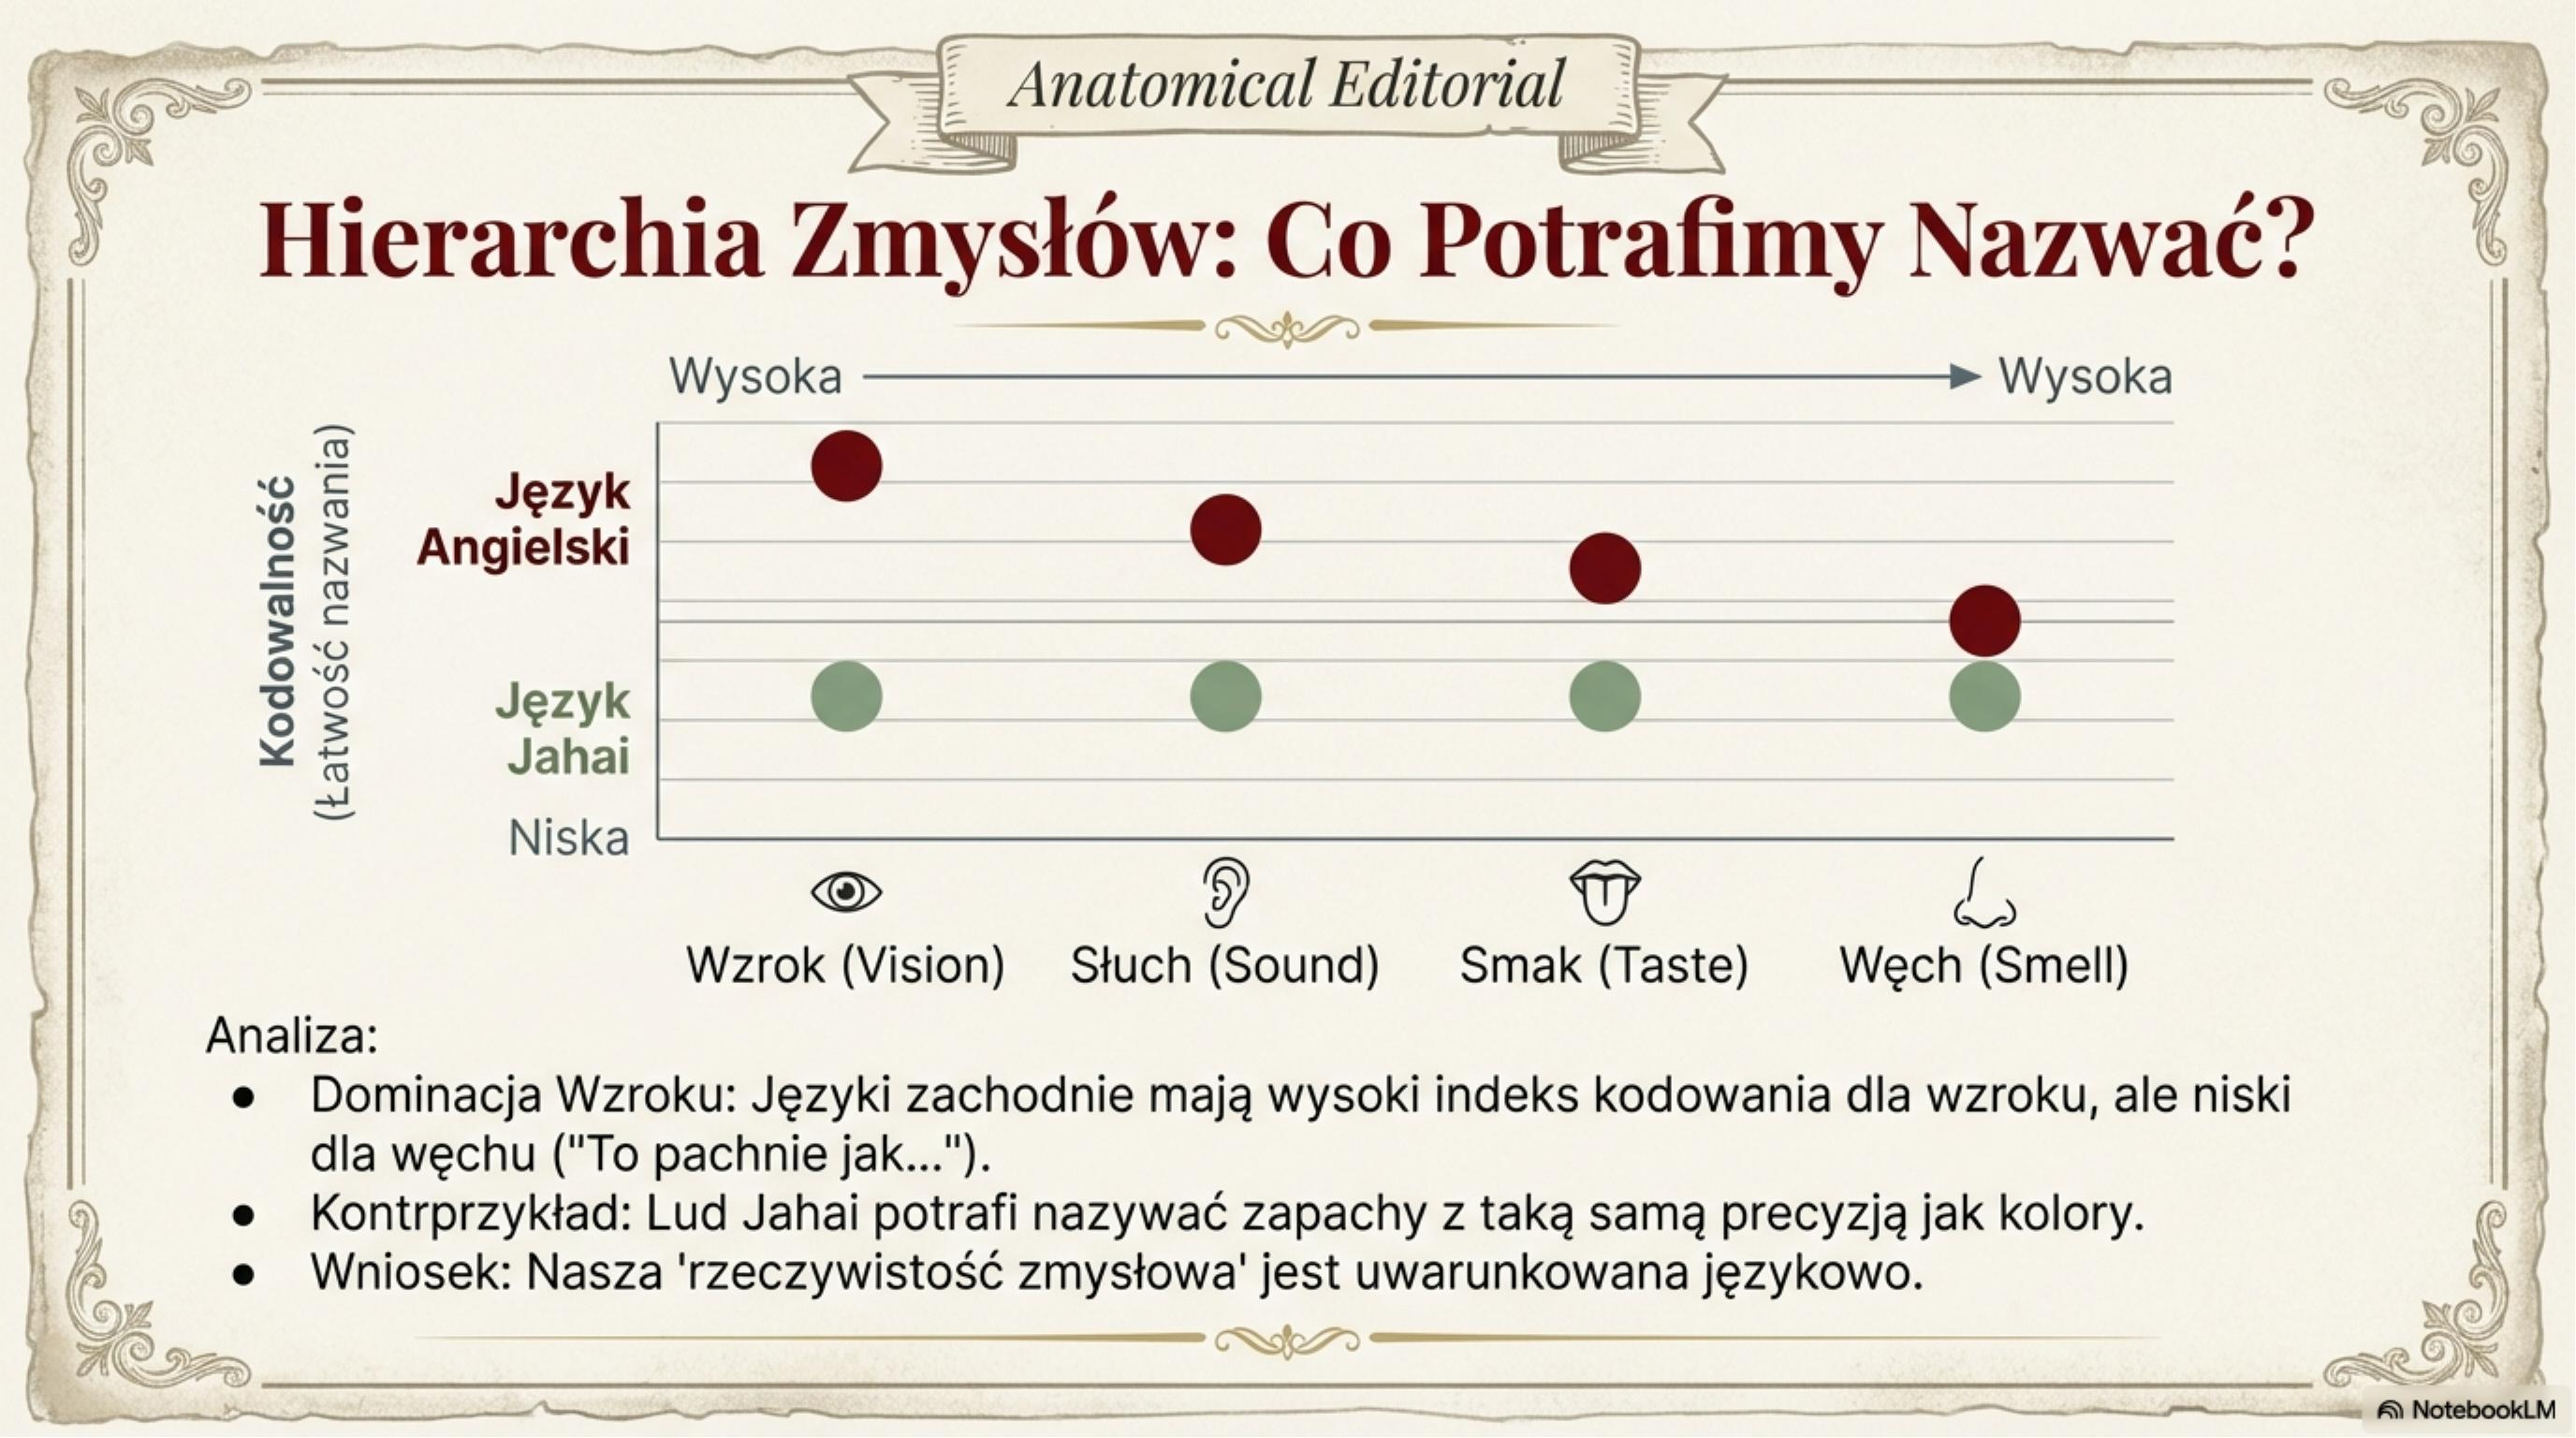 Anatomical Editorial
Hierarchia Zmysłów: Co Potrafimy Nazwać?
Wysoka
Wysoka
Kodowalność
(Łatwość nazwania)
Język
Angielski
Język
Jahai
Niska
Wzrok (Vision)
Słuch (Sound)
Smak (Taste)
Węch (Smell)
Analiza:
● Dominacja Wzroku: Języki zachodnie mają wysoki indeks kodowania dla wzroku, ale niski
dla węchu ("To pachnie jak...").
● Kontrprzykład: Lud Jahai potrafi nazywać zapachy z taką samą precyzją jak kolory.
● Wniosek: Nasza 'rzeczywistość zmysłowa' jest uwarunkowana językowo.
NotebookLM